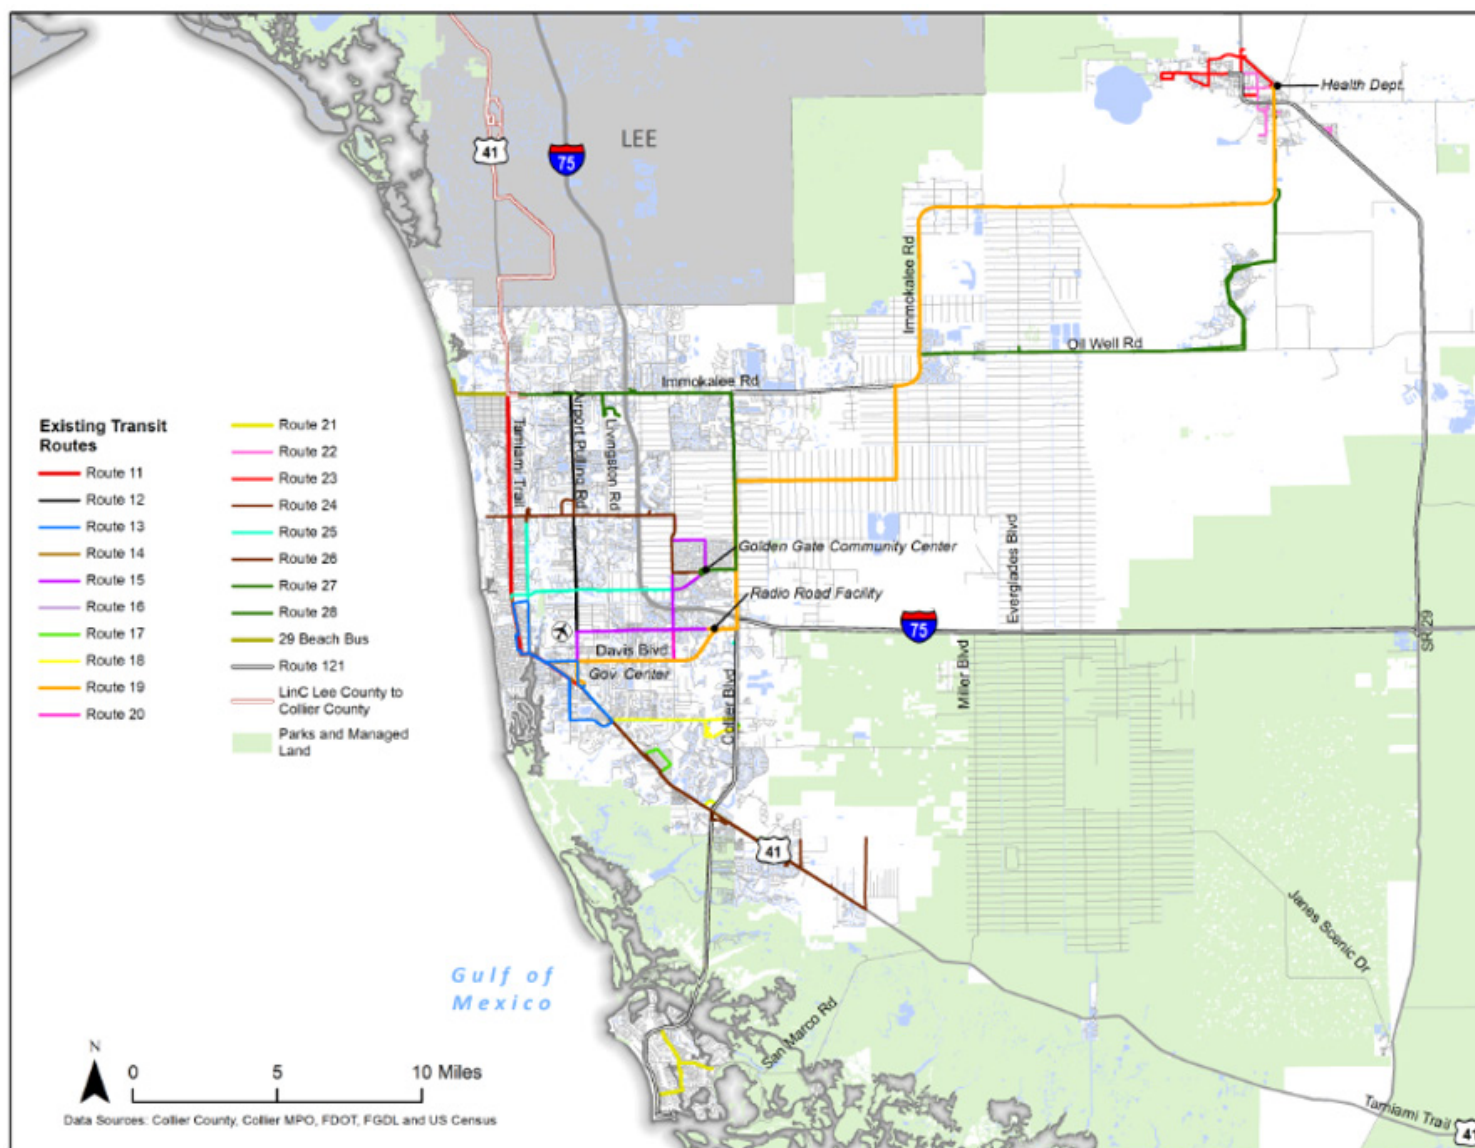 LEE
41
75
Health Dept.
Immokalee Rd
Oil Well Rd
Immokalee Rd
Tamiami Trail
Airport Pulling Rd
Livingston Rd
Existing Transit
Routes
Route 11
Route 12
Route 13
Route 14
Route 15
Route 16
Route 17
Route 18
Route 19
Route 20
Route 21
Route 22
Route 23
Route 24
Route 25
Route 26
Route 27
Route 28
29 Beach Bus
Route 121
LinC Lee County to
Collier County
Parks and Managed
Land
Golden Gate Community Center
Radio Road Facility
Everglades Blvd
75
SR 29
Davis Blvd
Gov Center
Collier Blvd
Miller Blvd
41
Janes Scenic Dr
Gulf of
Mexico
San Marco Rd
Tamiami Trail
41
N
0 5 10 Miles
Data Sources: Collier County, Collier MPO, FDOT, FGDL and US Census